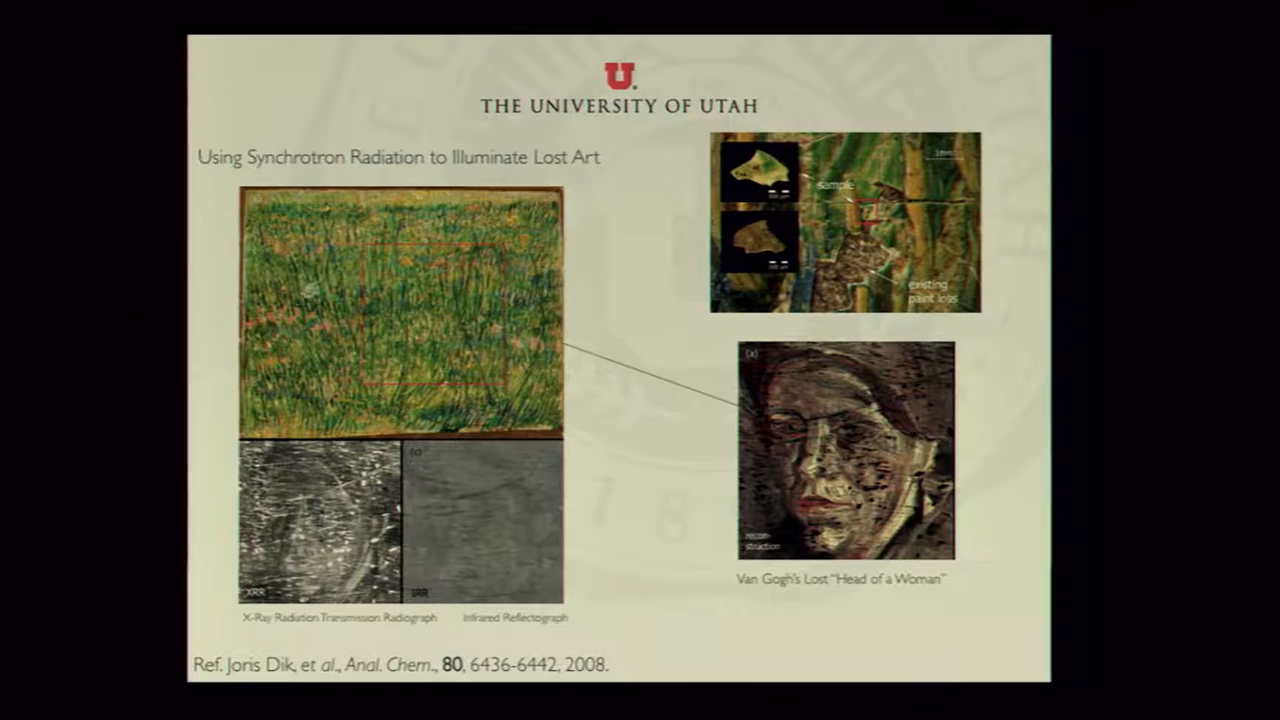 U
THE UNIVERSITY OF UTAH
Using Synchrotron Radiation to Illuminate Lost Art
1mm
sample
existing
paint loss
(c)
XRR
IRR
X-Ray Radiation Transmission Radiograph
Infrared Reflectograph
(a)
recon-
struction
Van Gogh's Lost "Head of a Woman"
Ref. Joris Dik, et al., Anal. Chem., 80, 6436-6442, 2008.